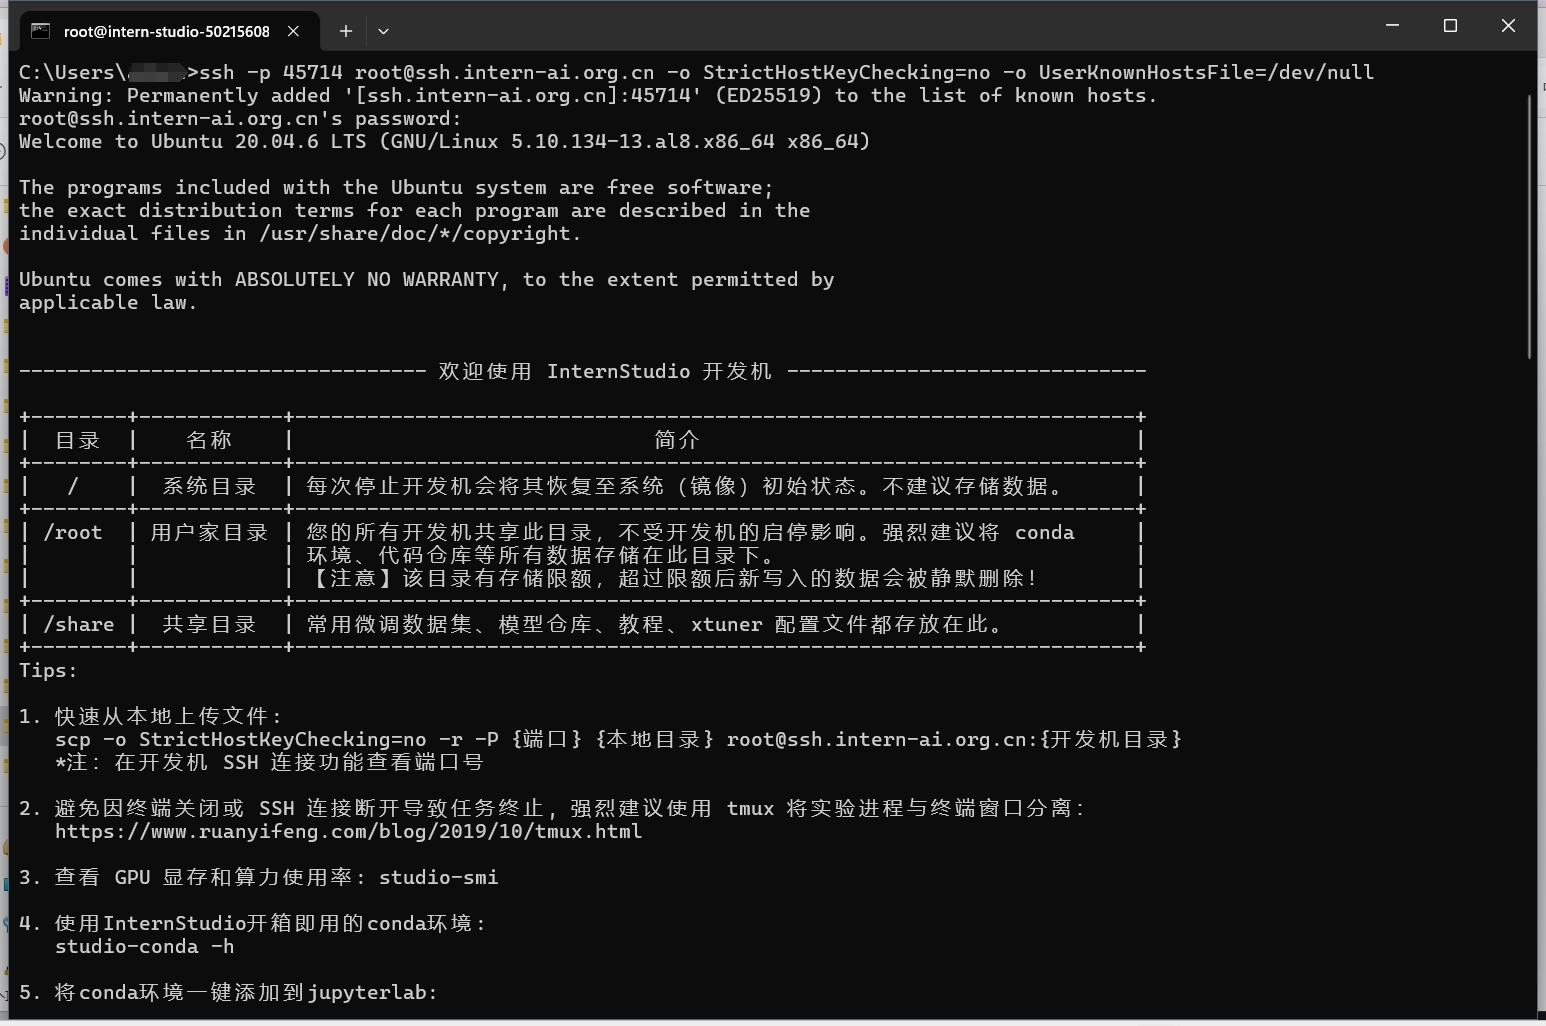 root@intern-studio-50215608
C:\Users\ >ssh -p 45714 root@ssh.intern-ai.org.cn -o StrictHostKeyChecking=no -o UserKnownHostsFile=/dev/null
Warning: Permanently added '[ssh.intern-ai.org.cn]:45714' (ED25519) to the list of known hosts.
root@ssh.intern-ai.org.cn's password:
Welcome to Ubuntu 20.04.6 LTS (GNU/Linux 5.10.134-13.al8.x86_64 x86_64)
The programs included with the Ubuntu system are free software;
the exact distribution terms for each program are described in the
individual files in /usr/share/doc/*/copyright.
Ubuntu comes with ABSOLUTELY NO WARRANTY, to the extent permitted by
applicable law.
---------------------------------- 欢迎使用 InternStudio 开发机 ------------------------------
+--------+------------+----------------------------------------------------------------------+
|  目录  |    名称    |                              简介                                    |
+--------+------------+----------------------------------------------------------------------+
|   /    |  系统目录  | 每次停止开发机会将其恢复至系统（镜像）初始状态。不建议存储数据。      |
+--------+------------+----------------------------------------------------------------------+
| /root  | 用户家目录 | 您的所有开发机共享此目录，不受开发机的启停影响。强烈建议将 conda     |
|        |            | 环境、代码仓库等所有数据存储在此目录下。                              |
|        |            | 【注意】该目录有存储限额，超过限额后新写入的数据会被静默删除！        |
+--------+------------+----------------------------------------------------------------------+
| /share |  共享目录  | 常用微调数据集、模型仓库、教程、xtuner 配置文件都存放在此。           |
+--------+------------+----------------------------------------------------------------------+
Tips:
1. 快速从本地上传文件：
scp -o StrictHostKeyChecking=no -r -P {端口} {本地目录} root@ssh.intern-ai.org.cn:{开发机目录}
*注：在开发机 SSH 连接功能查看端口号
2. 避免因终端关闭或 SSH 连接断开导致任务终止，强烈建议使用 tmux 将实验进程与终端窗口分离：
https://www.ruanyifeng.com/blog/2019/10/tmux.html
3. 查看 GPU 显存和算力使用率：studio-smi
4. 使用InternStudio开箱即用的conda环境：
studio-conda -h
5. 将conda环境一键添加到jupyterlab: